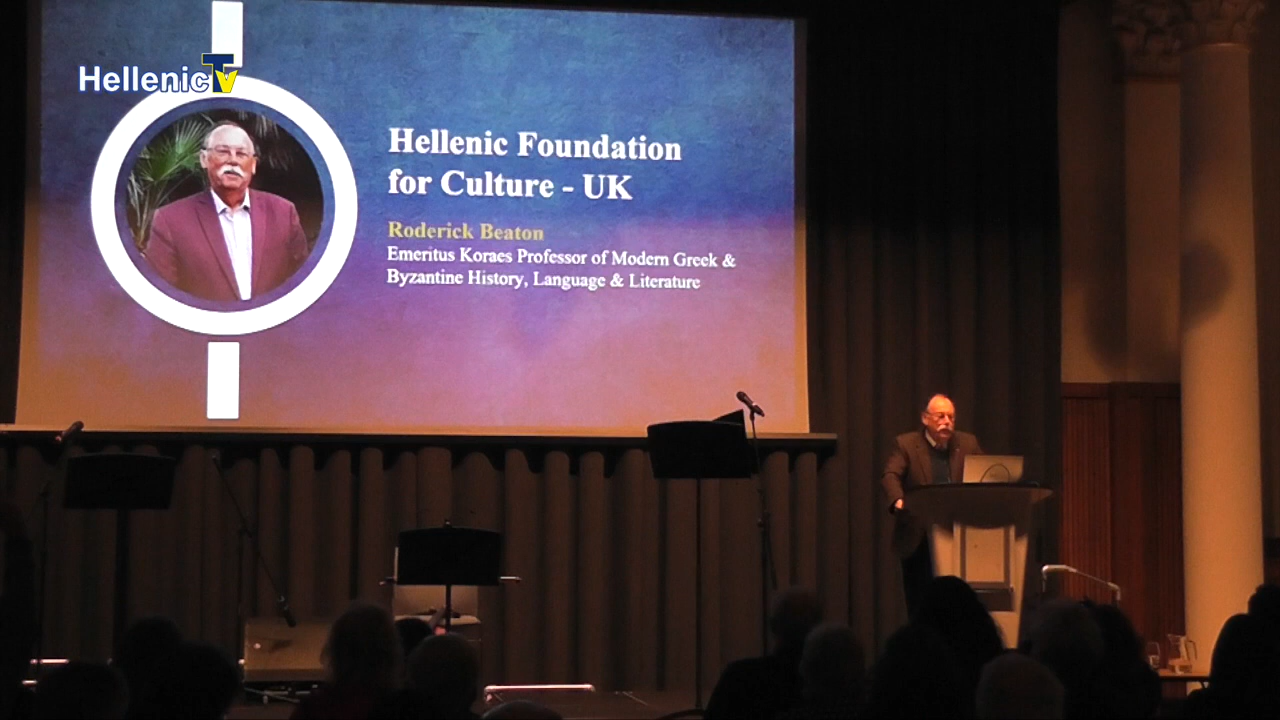 HellenicTV
Hellenic Foundation
for Culture - UK
Roderick Beaton
Emeritus Koraes Professor of Modern Greek &
Byzantine History, Language & Literature